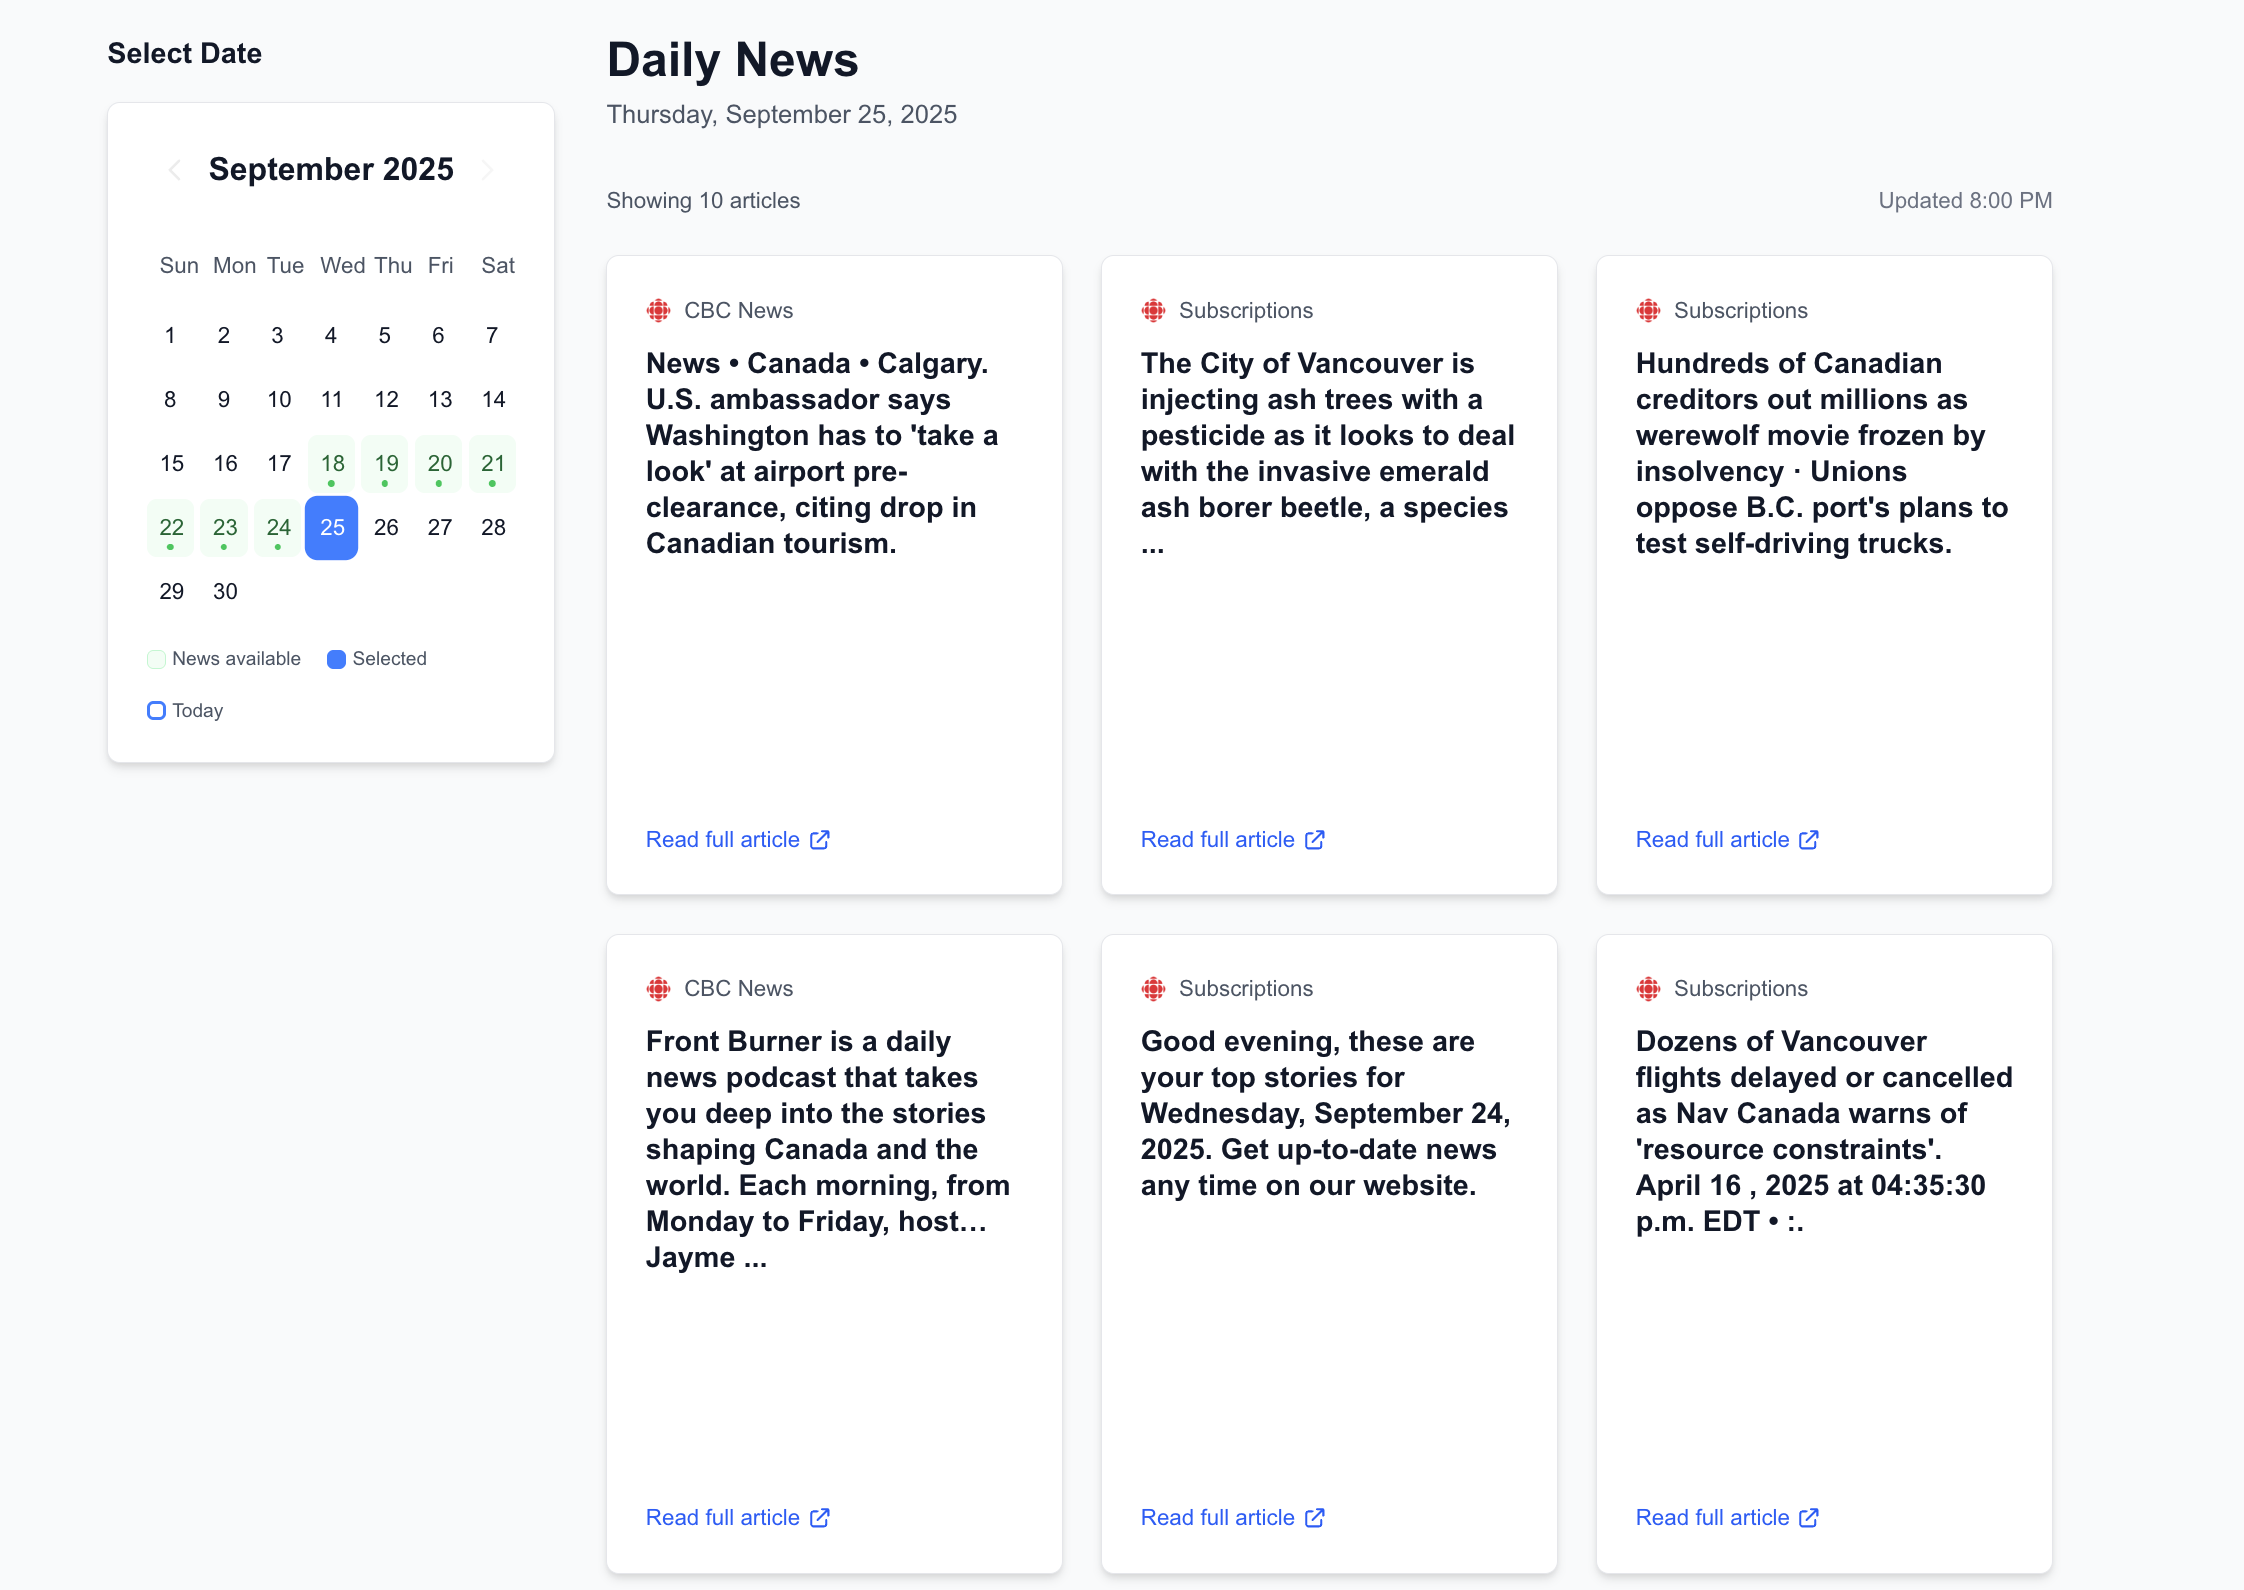 Select Date
September 2025
Sun Mon Tue Wed Thu Fri Sat
1 2 3 4 5 6 7
8 9 10 11 12 13 14
15 16 17 18 19 20 21
22 23 24 25 26 27 28
29 30
News available Selected
Today
Daily News
Thursday, September 25, 2025
Showing 10 articles
Updated 8:00 PM
CBC News
News • Canada • Calgary.
U.S. ambassador says
Washington has to 'take a
look' at airport pre-
clearance, citing drop in
Canadian tourism.
Read full article
Subscriptions
The City of Vancouver is
injecting ash trees with a
pesticide as it looks to deal
with the invasive emerald
ash borer beetle, a species
...
Read full article
Subscriptions
Hundreds of Canadian
creditors out millions as
werewolf movie frozen by
insolvency · Unions
oppose B.C. port's plans to
test self-driving trucks.
Read full article
CBC News
Front Burner is a daily
news podcast that takes
you deep into the stories
shaping Canada and the
world. Each morning, from
Monday to Friday, host…
Jayme ...
Read full article
Subscriptions
Good evening, these are
your top stories for
Wednesday, September 24,
2025. Get up-to-date news
any time on our website.
Read full article
Subscriptions
Dozens of Vancouver
flights delayed or cancelled
as Nav Canada warns of
'resource constraints'.
April 16 , 2025 at 04:35:30
p.m. EDT • :.
Read full article